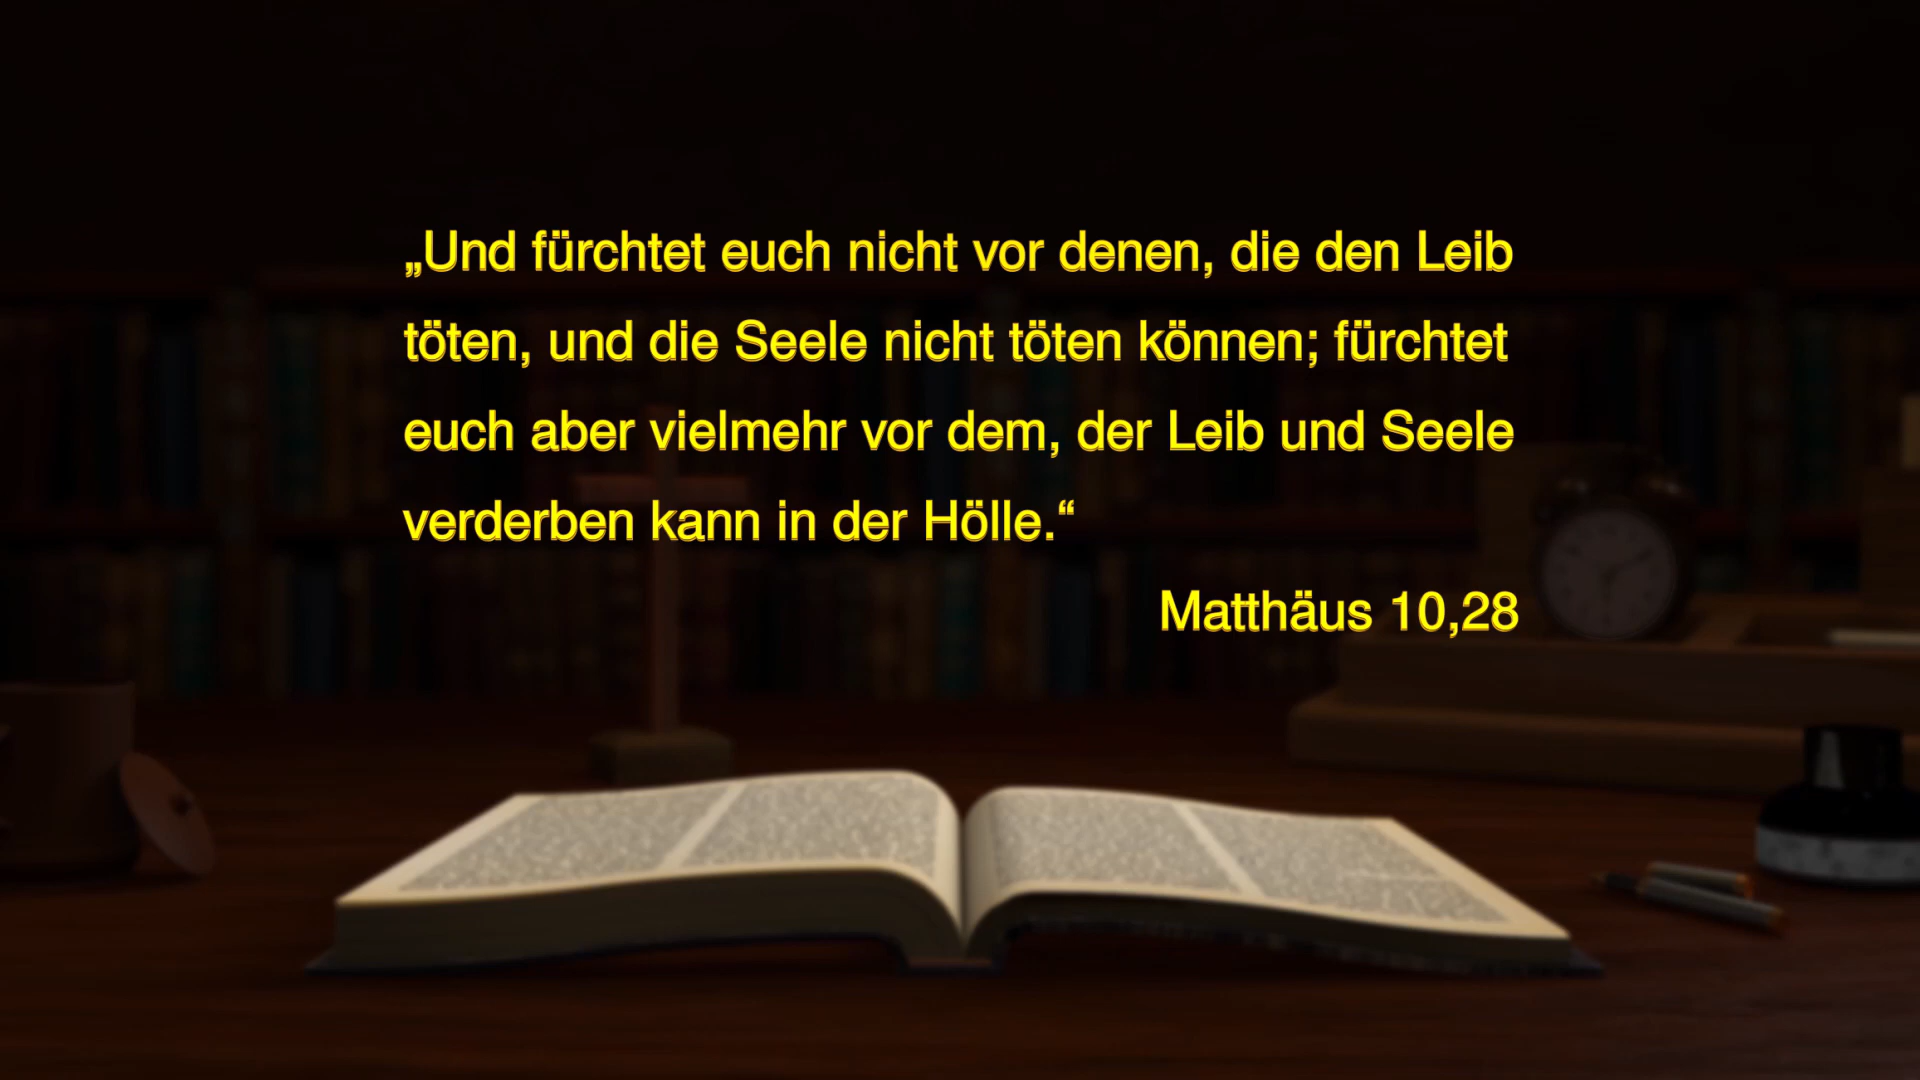 „Und fürchtet euch nicht vor denen, die den Leib
töten, und die Seele nicht töten können; fürchtet
euch aber vielmehr vor dem, der Leib und Seele
verderben kann in der Hölle.“
Matthäus 10,28